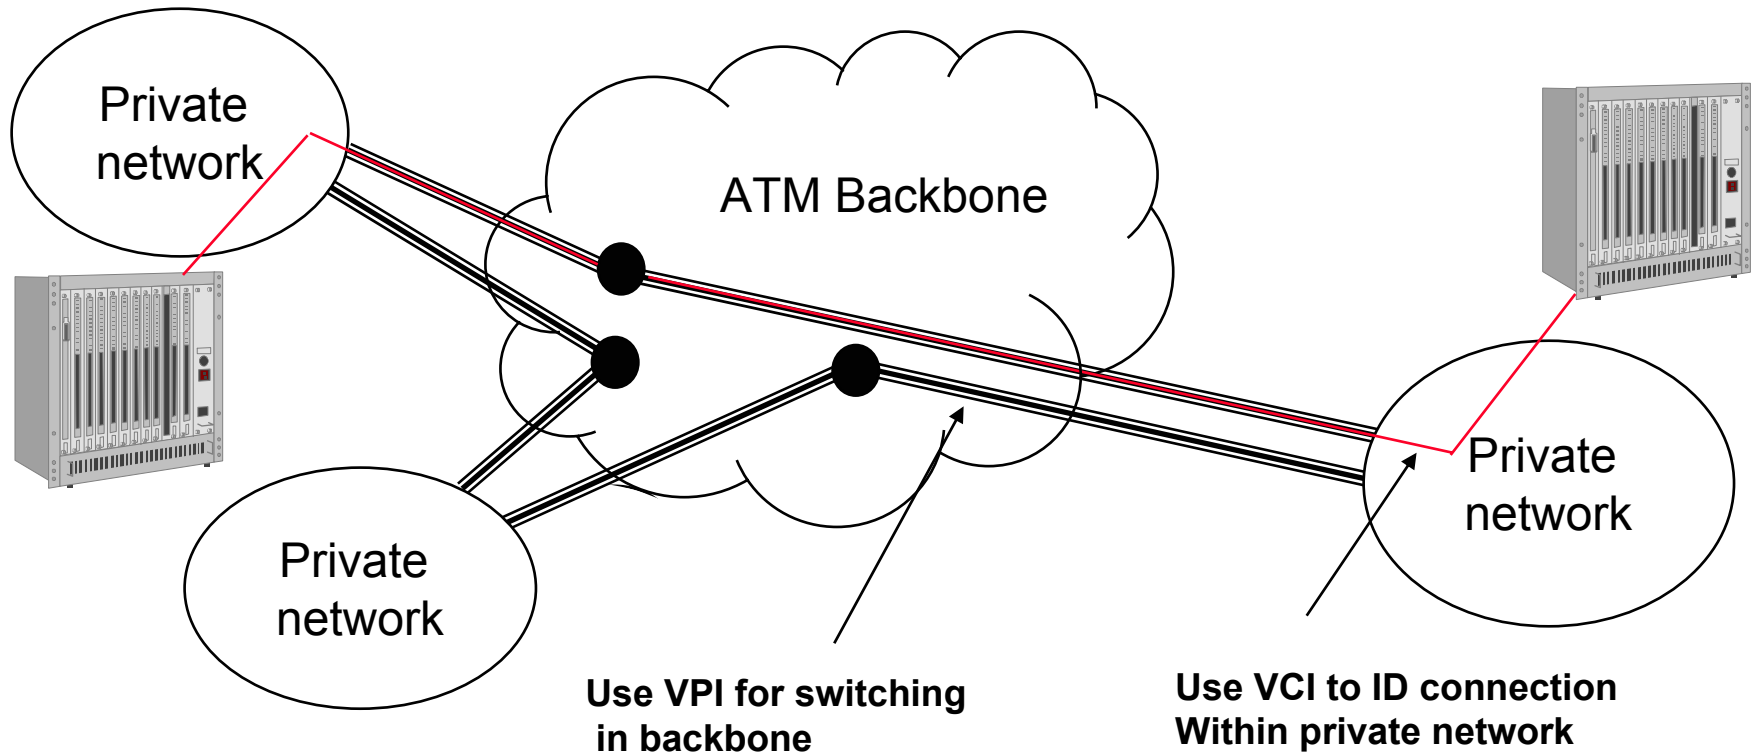 Private
network
ATM Backbone
Private
network
Private
network
Use VPI for switching
in backbone
Use VCI to ID connection
Within private network